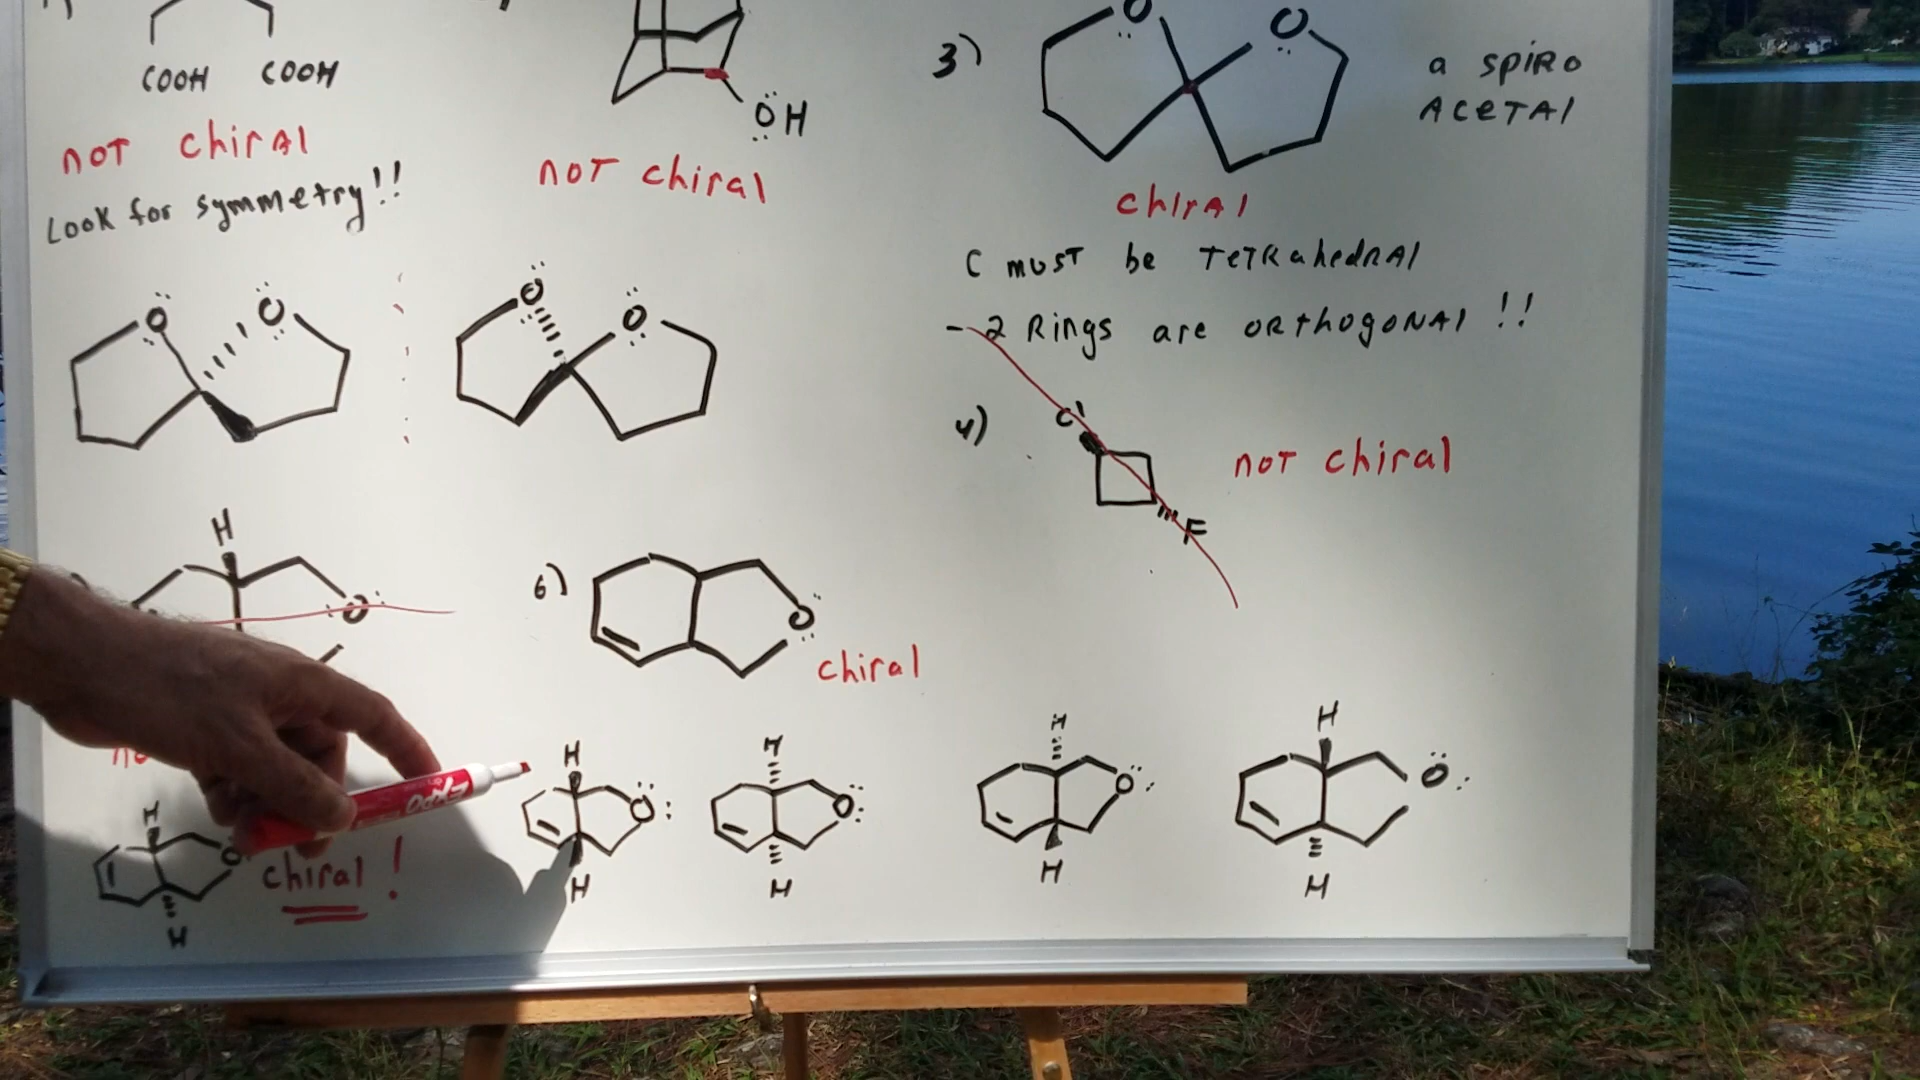 COOH COOH
NOT chiral
Look for symmetry!!
ÖH
NOT chiral
3)
O O
a SPIRO
ACETAL
chiral
C MUST be TETRAhedRAl
- 2 Rings are ORThogoNAl !!
O O
O O
4)
Cl
F
NOT chiral
H
O
6)
O
chiral
H
O
H
chiral!
EXPO
H
O
H
H
O
H
H
O
H
H
O
H